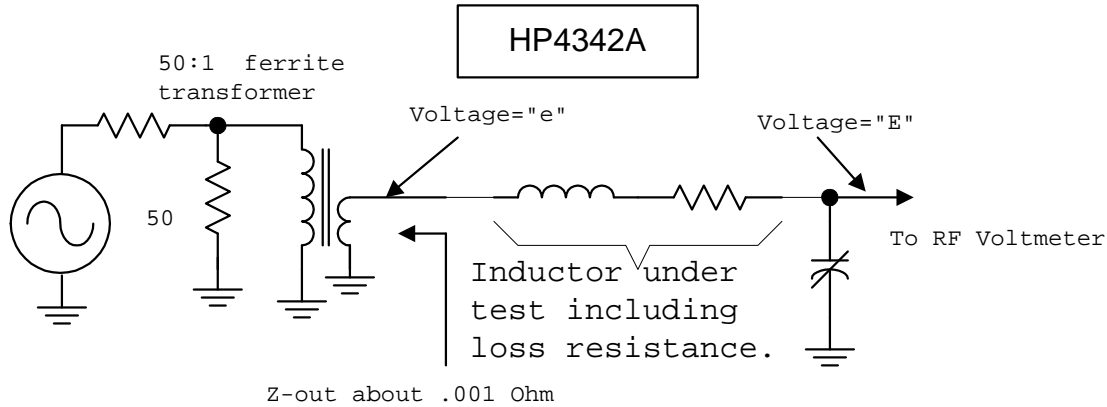 HP4342A
50:1 ferrite
transformer
Voltage="e"
Voltage="E"
50
To RF Voltmeter
Inductor under
test including
loss resistance.
Z-out about .001 Ohm